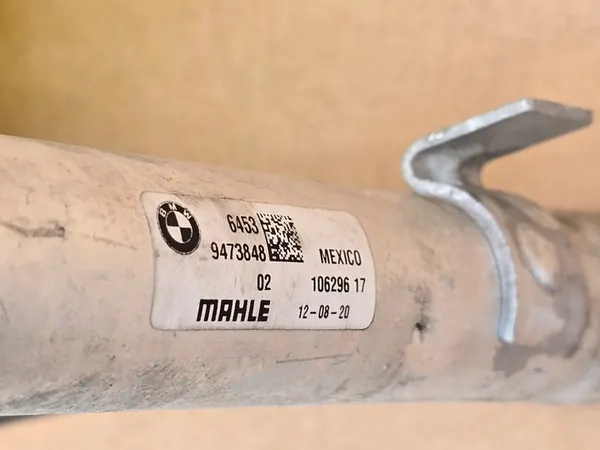 BMW
6453
9473848
MEXICO
02
106296 17
MAHLE
12-08-20